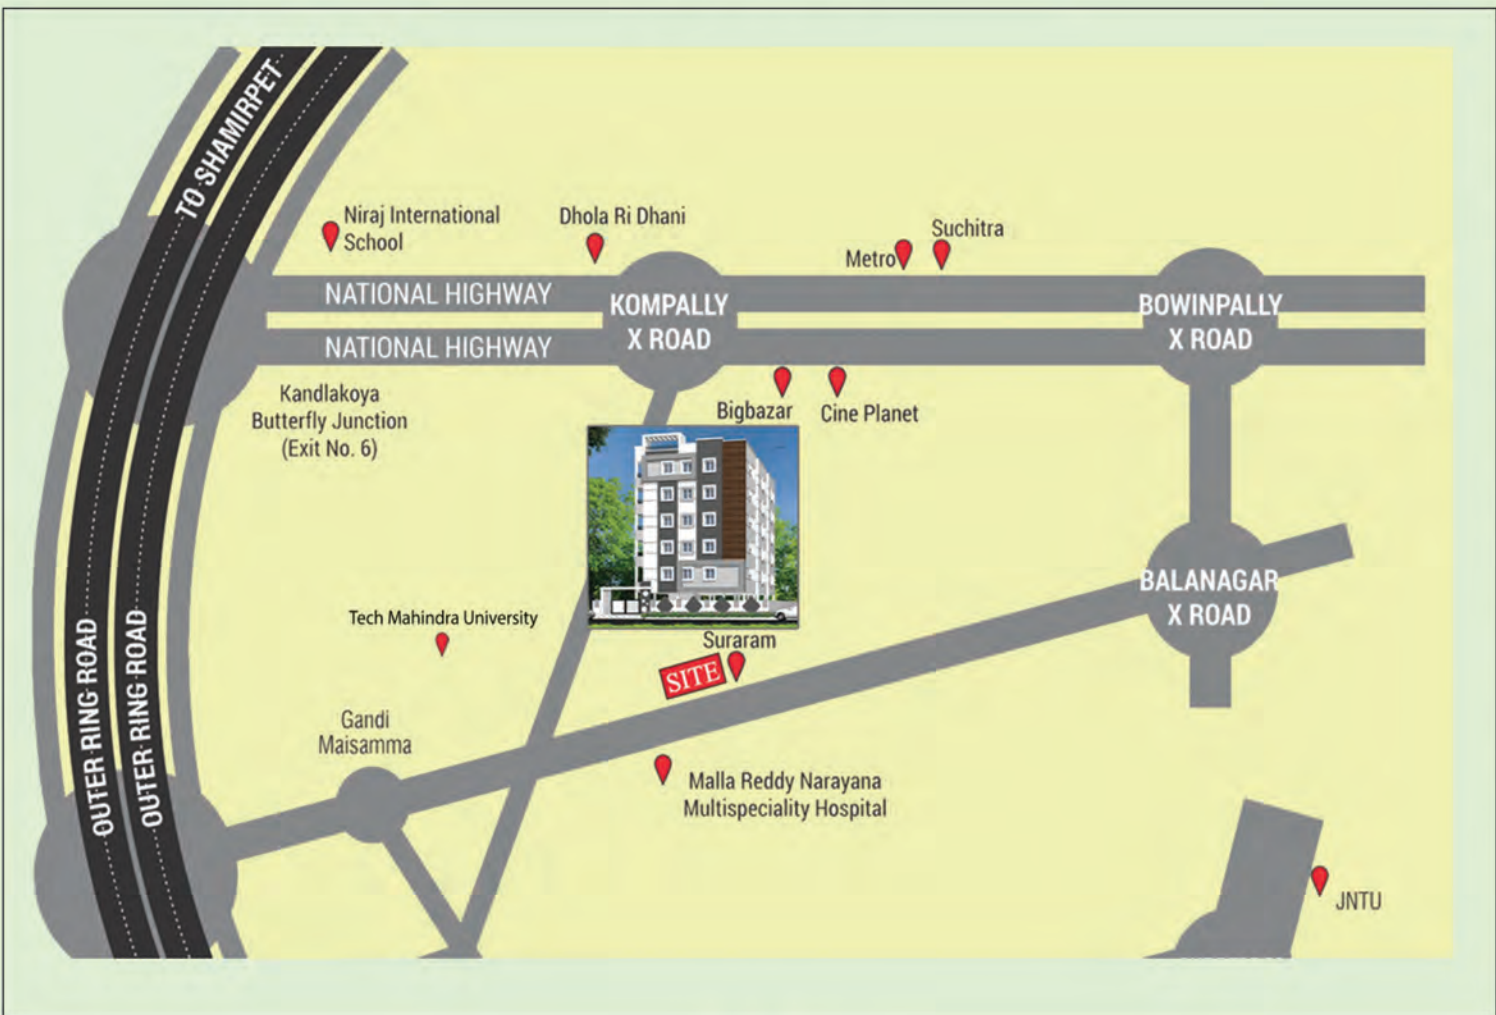 TO SHAMIRPET
Niraj International
School
Dhola Ri Dhani
Suchitra
Metro
NATIONAL HIGHWAY
NATIONAL HIGHWAY
KOMPALLY
X ROAD
BOWINPALLY
X ROAD
Kandlakoya
Butterfly Junction
(Exit No. 6)
Bigbazar
Cine Planet
BALANAGAR
X ROAD
Tech Mahindra University
Suraram
SITE
OUTER RING ROAD
OUTER RING ROAD
Gandi
Maisamma
Malla Reddy Narayana
Multispeciality Hospital
JNTU